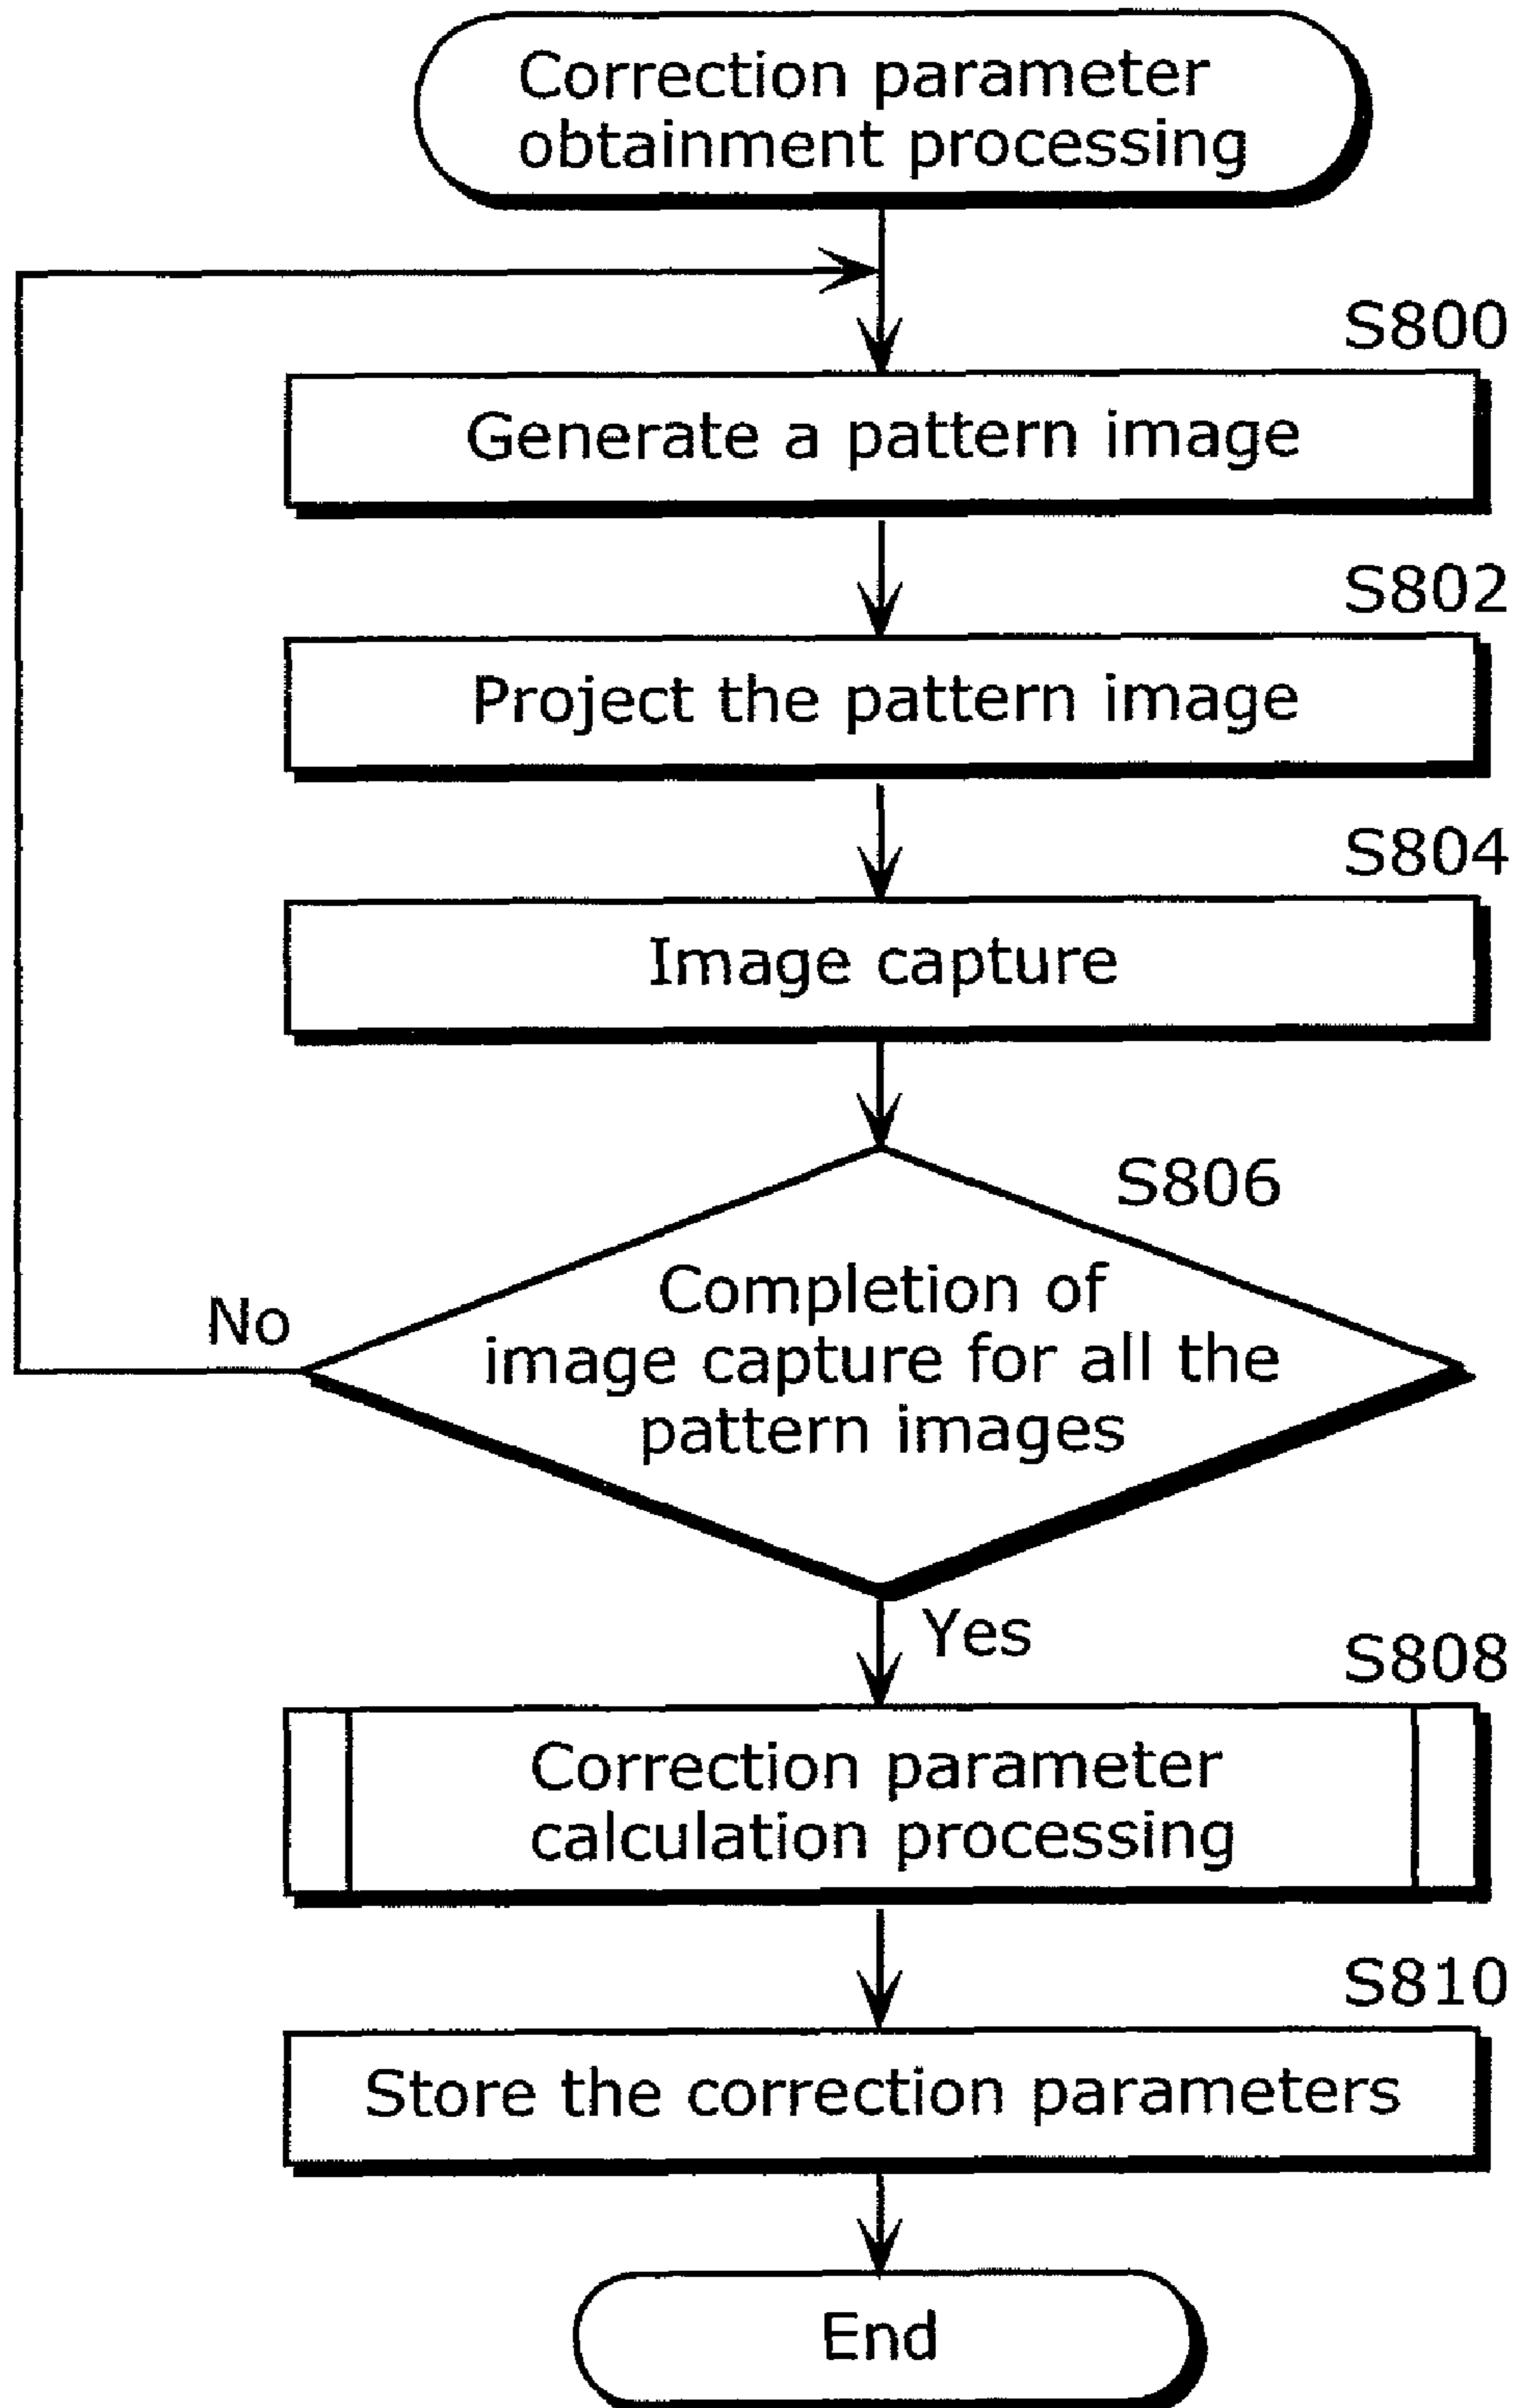 Correction parameter
obtainment processing
S800
Generate a pattern image
S802
Project the pattern image
S804
Image capture
S806
Completion of
image capture for all the
pattern images
No
Yes
S808
Correction parameter
calculation processing
S810
Store the correction parameters
End